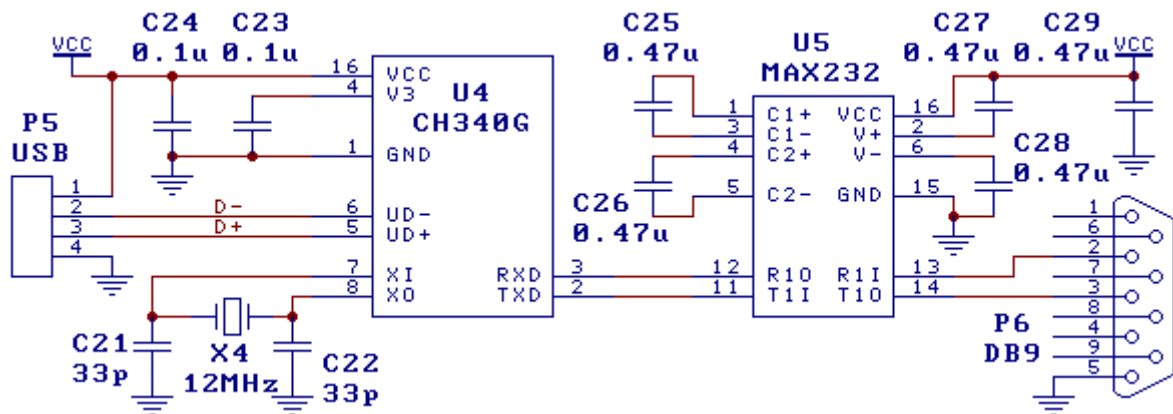 C24 C23
0.1u 0.1u
C25
0.47u
U5
MAX232
C27 C29
0.47u 0.47u
VCC
VCC
P5
USB
1
2
3
4
D-
D+
16 VCC
4 V3
1 GND
6 UD-
5 UD+
7 XI
8 XO
U4
CH340G
RXD 3
TXD 2
C21
33p
X4
12MHz
C22
33p
1 C1+
3 C1-
4 C2+
5 C2-
12 R1O
11 T1I
VCC 16
V+ 2
V- 6
GND 15
R1I 13
T1O 14
C26
0.47u
C28
0.47u
1
6
2
7
3
8
4
9
5
P6
DB9